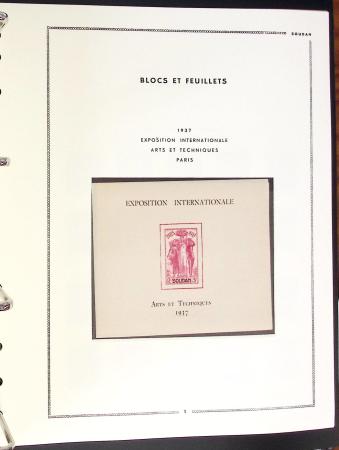 SOUDAN
BLOCS ET FEUILLETS
1937
EXPOSITION INTERNATIONALE
ARTS ET TECHNIQUES
PARIS
EXPOSITION INTERNATIONALE
SOUDAN
ARTS ET TECHNIQUES
1937